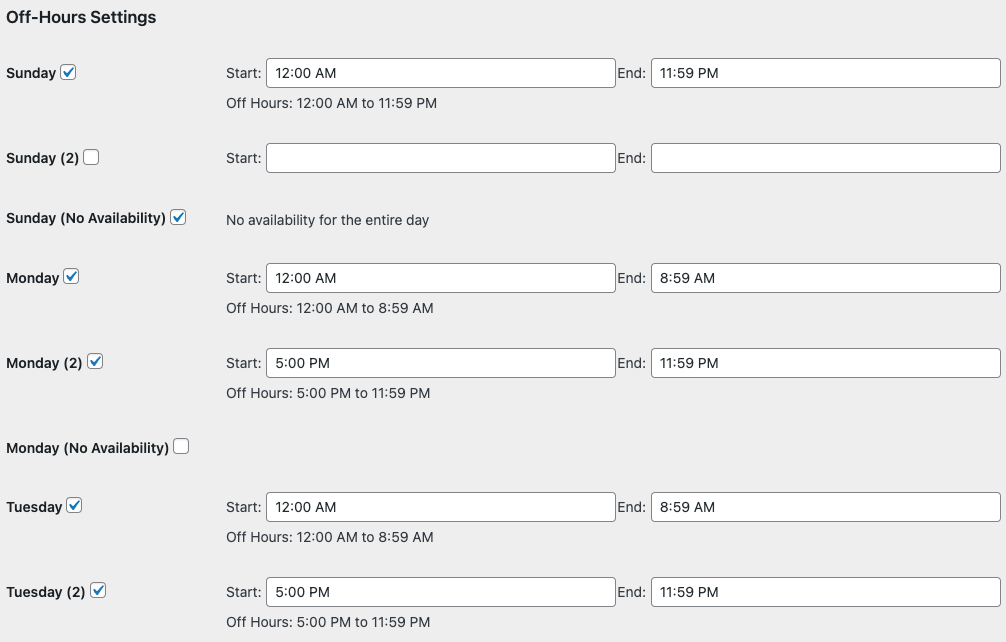 Off-Hours Settings
Sunday Start: 12:00 AM End: 11:59 PM
Off Hours: 12:00 AM to 11:59 PM
Sunday (2) Start: End:
Sunday (No Availability) No availability for the entire day
Monday Start: 12:00 AM End: 8:59 AM
Off Hours: 12:00 AM to 8:59 AM
Monday (2) Start: 5:00 PM End: 11:59 PM
Off Hours: 5:00 PM to 11:59 PM
Monday (No Availability)
Tuesday Start: 12:00 AM End: 8:59 AM
Off Hours: 12:00 AM to 8:59 AM
Tuesday (2) Start: 5:00 PM End: 11:59 PM
Off Hours: 5:00 PM to 11:59 PM